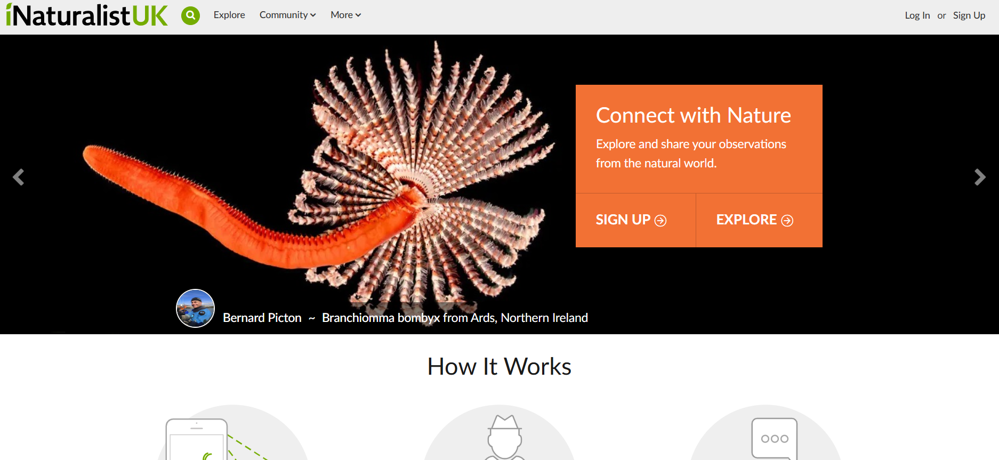 iNaturalistUK
Explore
Community
More
Log In or Sign Up
Connect with Nature
Explore and share your observations
from the natural world.
SIGN UP
EXPLORE
Bernard Picton ~ Branchiomma bombyx from Ards, Northern Ireland
How It Works